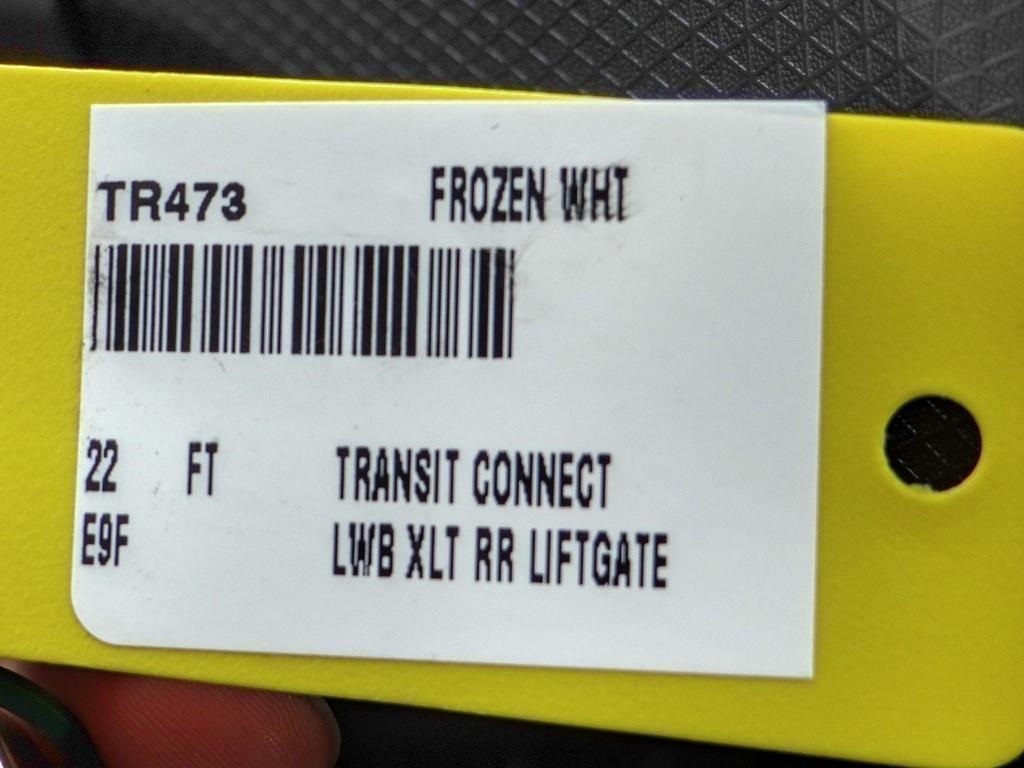 TR473 FROZEN WHT
22 FT TRANSIT CONNECT
E9F LWB XLT RR LIFTGATE